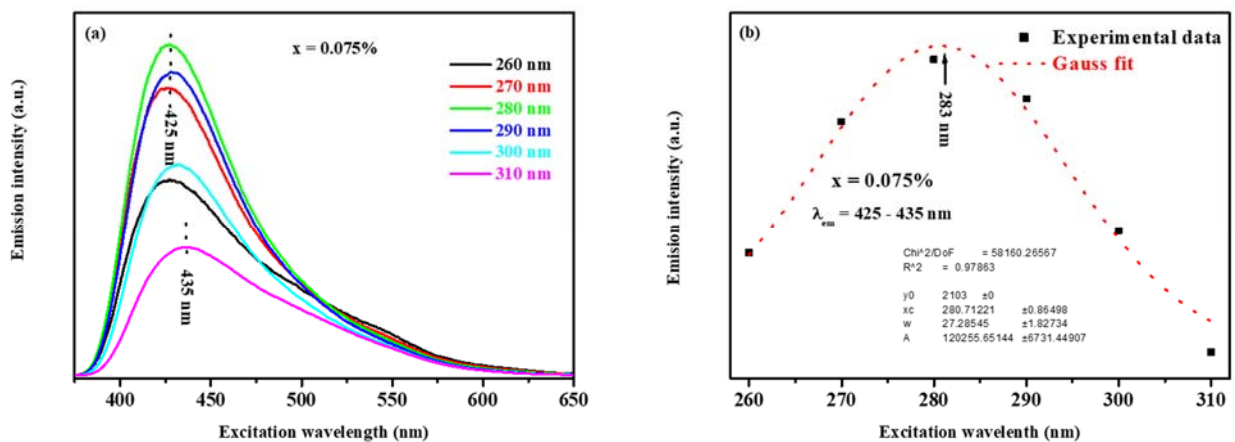 (a)
x = 0.075%
260 nm
270 nm
280 nm
290 nm
300 nm
310 nm
425 nm
435 nm
Emission intensity (a.u.)
400 450 500 550 600 650
Excitation wavelength (nm)
(b)
Experimental data
Gauss fit
283 nm
x = 0.075%
λem = 425 - 435 nm
Chi^2/DoF = 58160.26567
R^2 = 0.97863
y0 2103 ±0
xc 280.71221 ±0.86498
w 27.28545 ±1.82734
A 120255.65144 ±6731.44907
Emision intensity (a.u.)
260 270 280 290 300 310
Excitation wavelenth (nm)